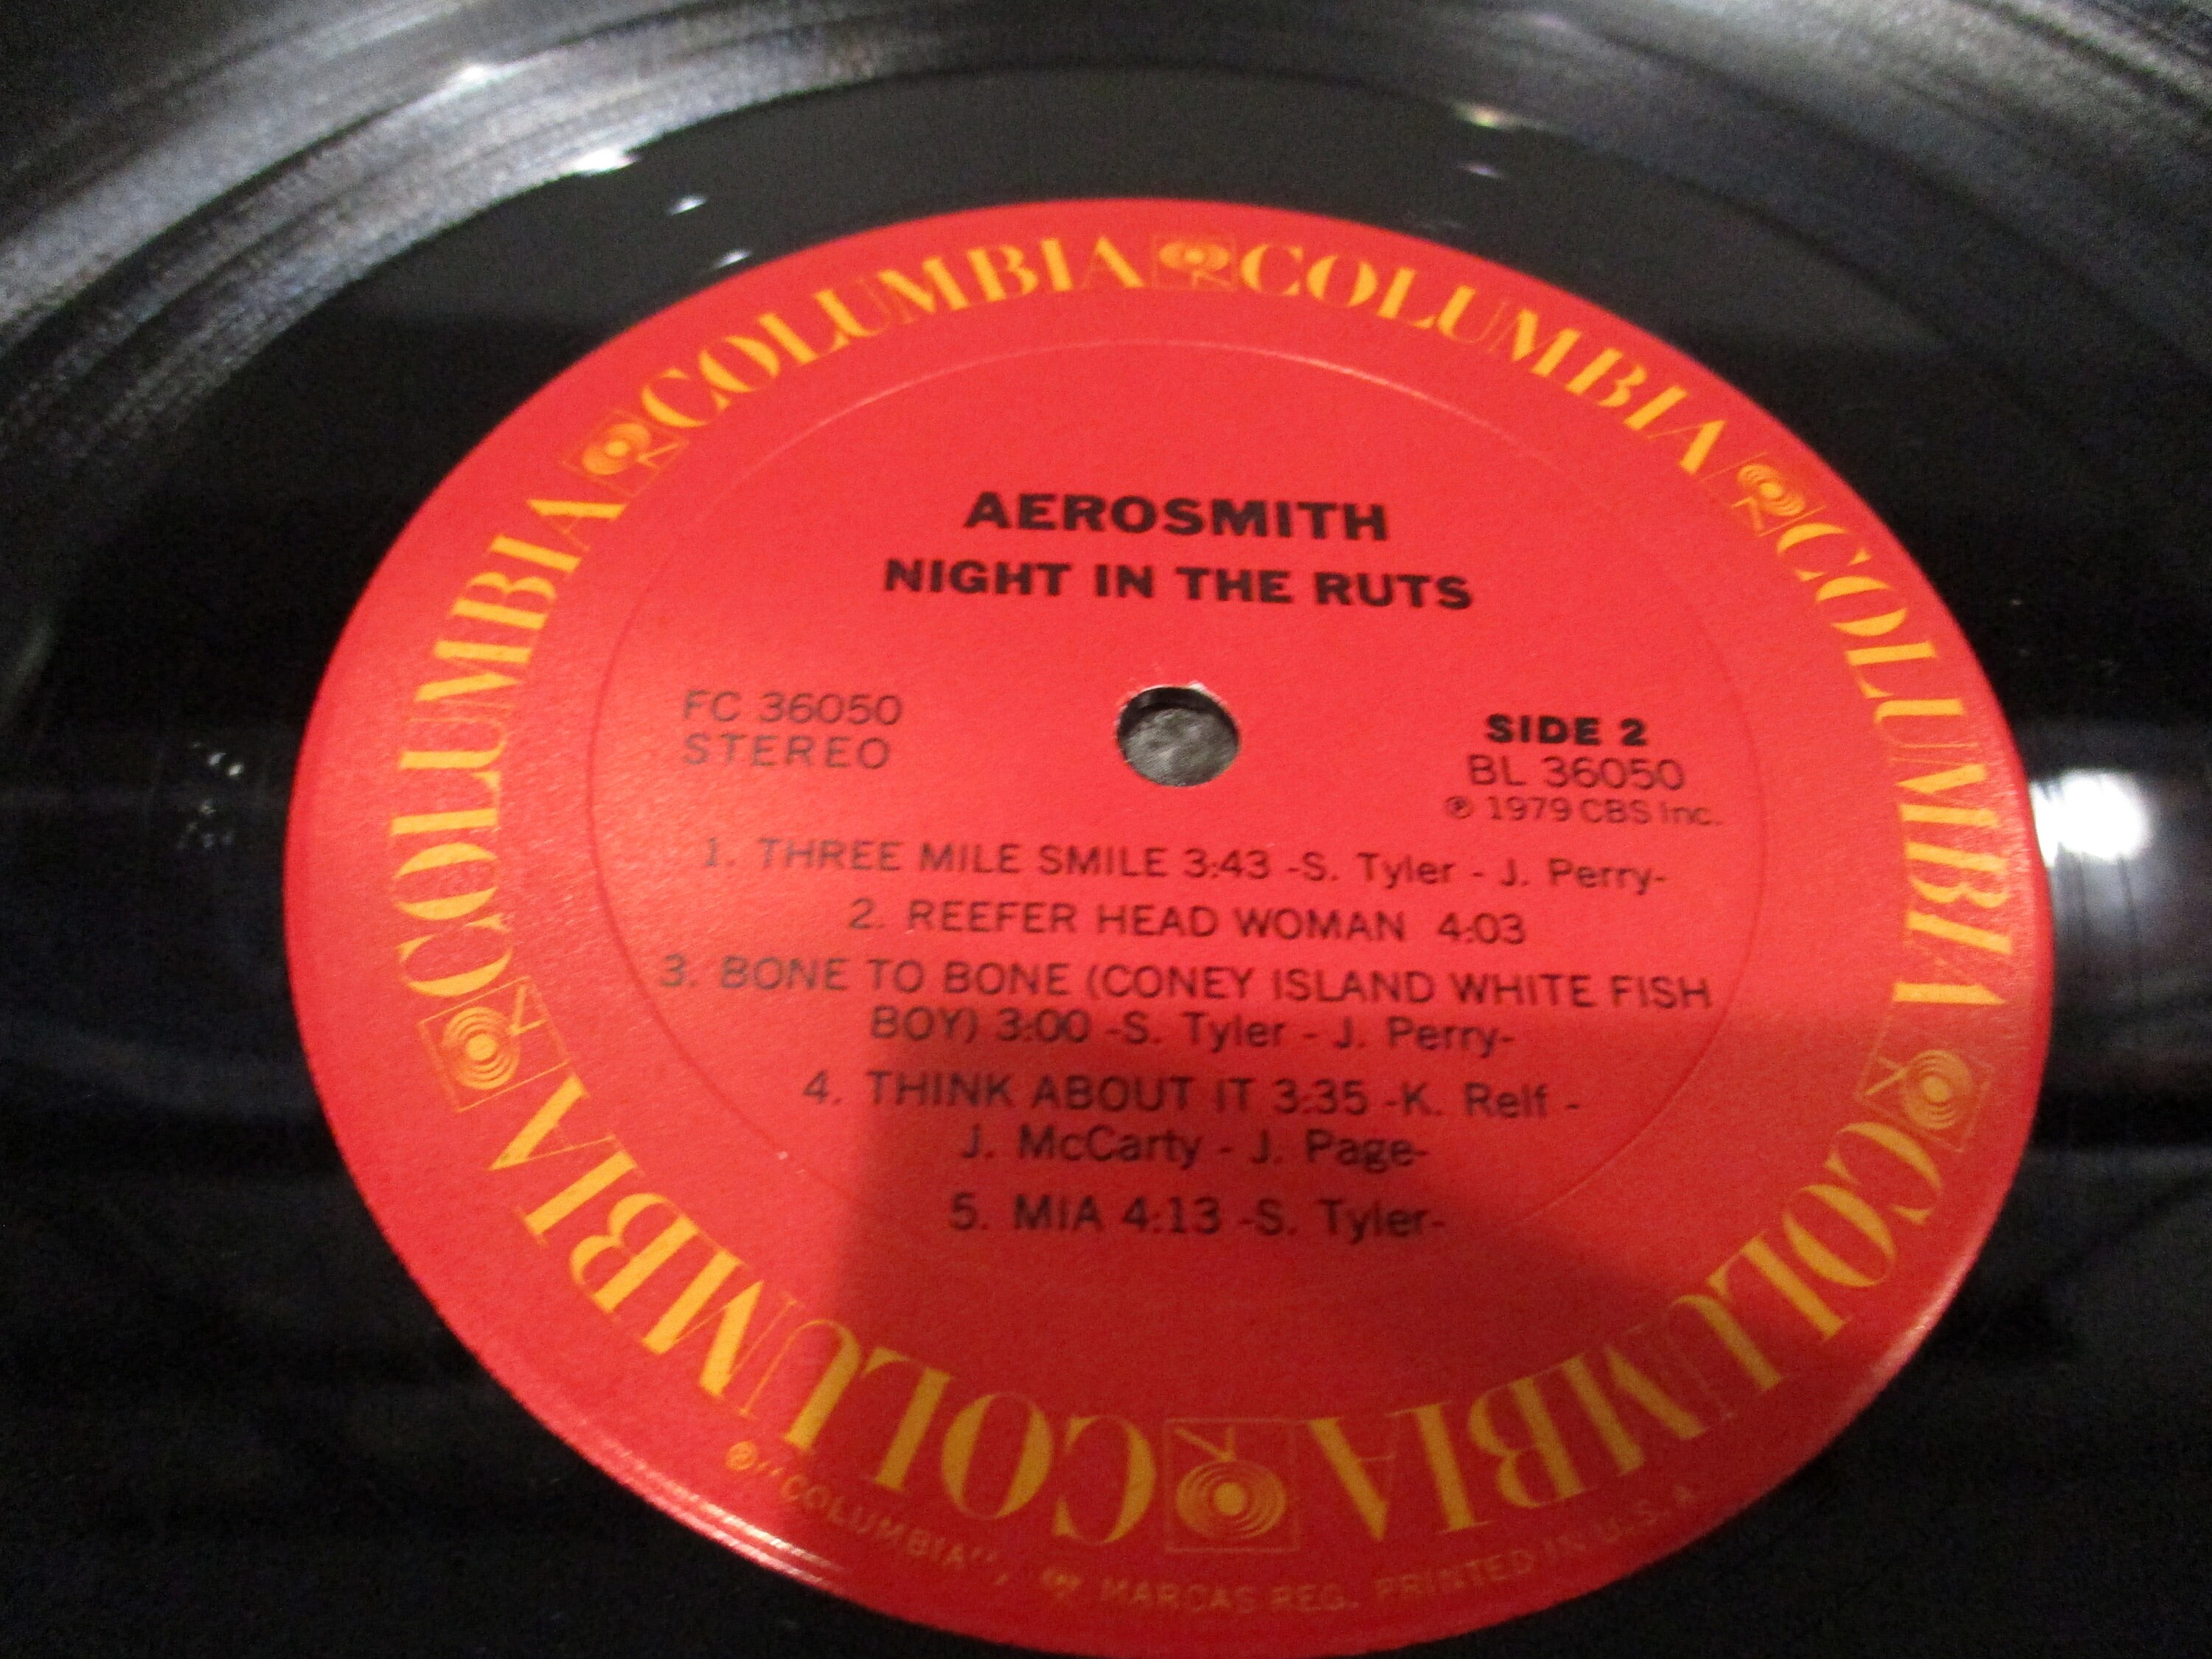 COLUMBIA COLUMBIA COLUMBIA COLUMBIA COLUMBIA COLUMBIA
AEROSMITH
NIGHT IN THE RUTS
FC 36050
STEREO
SIDE 2
BL 36050
℗ 1979 CBS Inc.
1. THREE MILE SMILE 3:43 -S. Tyler - J. Perry-
2. REEFER HEAD WOMAN 4:03
3. BONE TO BONE (CONEY ISLAND WHITE FISH
BOY) 3:00 -S. Tyler - J. Perry-
4. THINK ABOUT IT 3:35 -K. Relf -
J. McCarty - J. Page-
5. MIA 4:13 -S. Tyler-
® "COLUMBIA", MARCAS REG. PRINTED IN U.S.A.